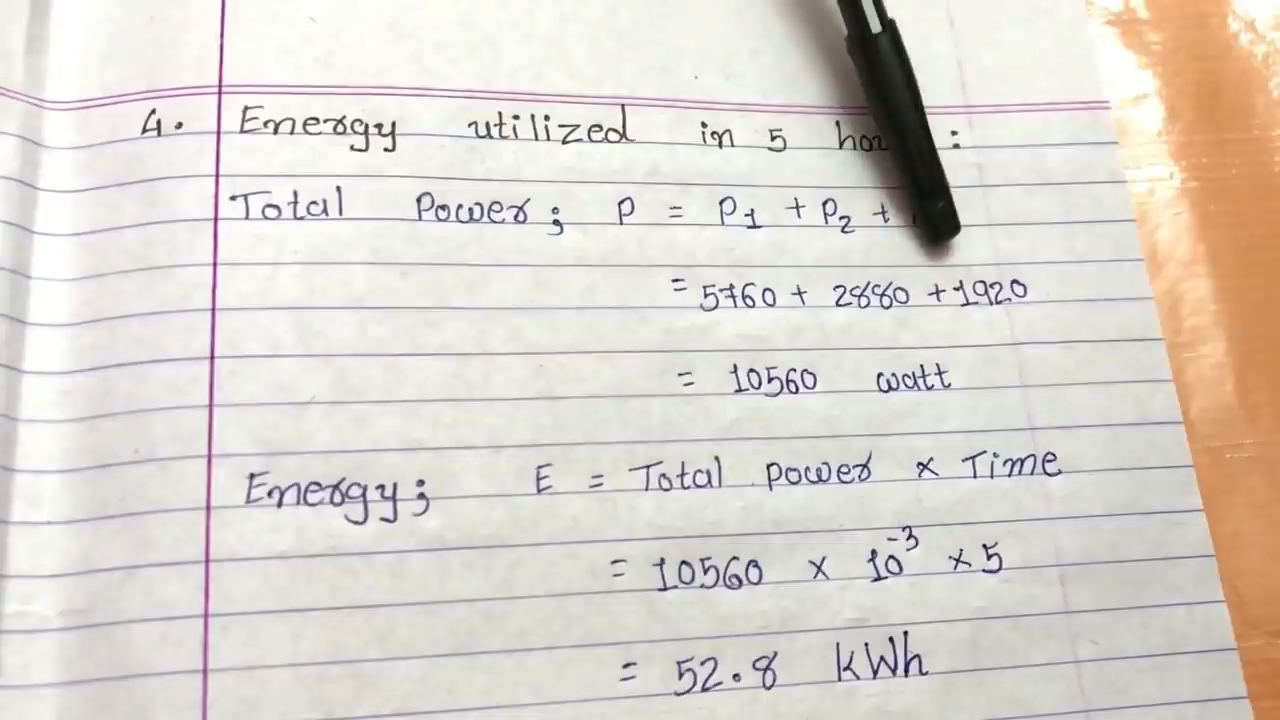 4. Energy utilized in 5 :
Total Power; P = P1 + P2 +
= 5760 + 2880 + 1920
= 10560 watt
Energy; E = Total power × Time
= 10560 × 10⁻³ × 5
= 52.8 kWh